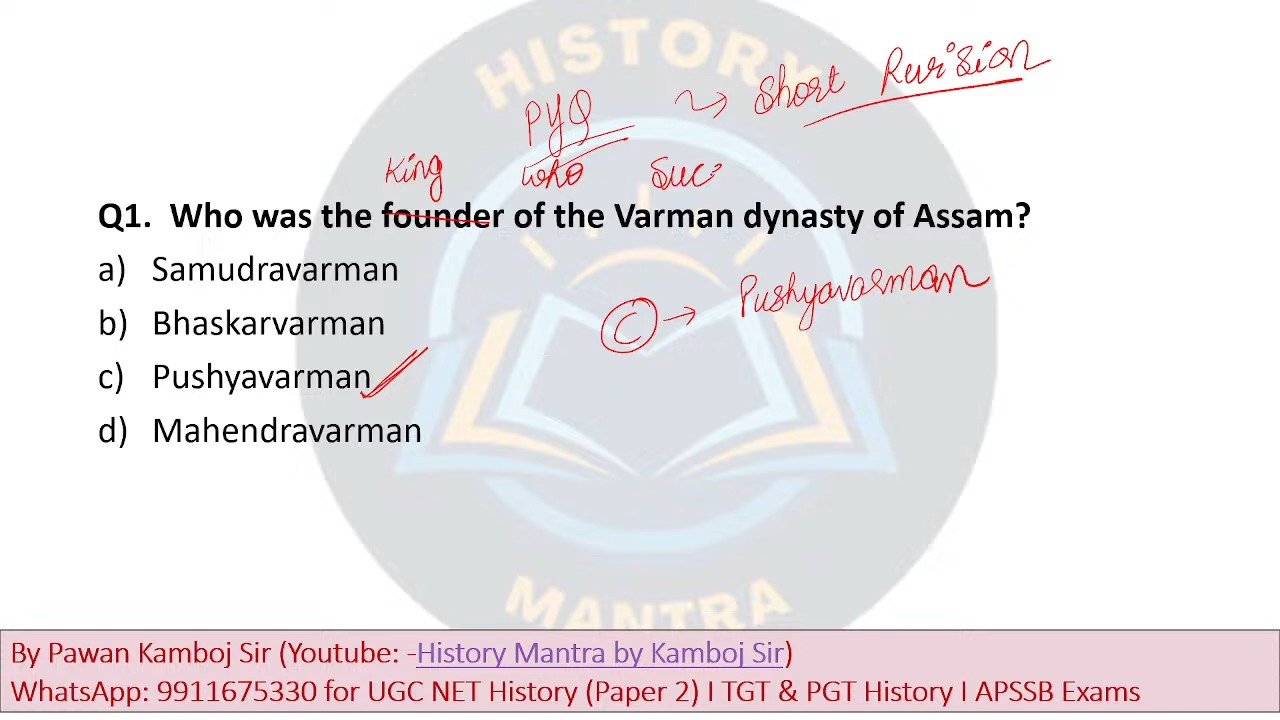 HISTORY
PYQ → Short Revision
King who Suc
Q1. Who was the founder of the Varman dynasty of Assam?
a) Samudravarman
b) Bhaskarvarman
C → Pushyavarman
c) Pushyavarman
d) Mahendravarman
MANTRA
By Pawan Kamboj Sir (Youtube: -History Mantra by Kamboj Sir)
WhatsApp: 9911675330 for UGC NET History (Paper 2) I TGT & PGT History I APSSB Exams